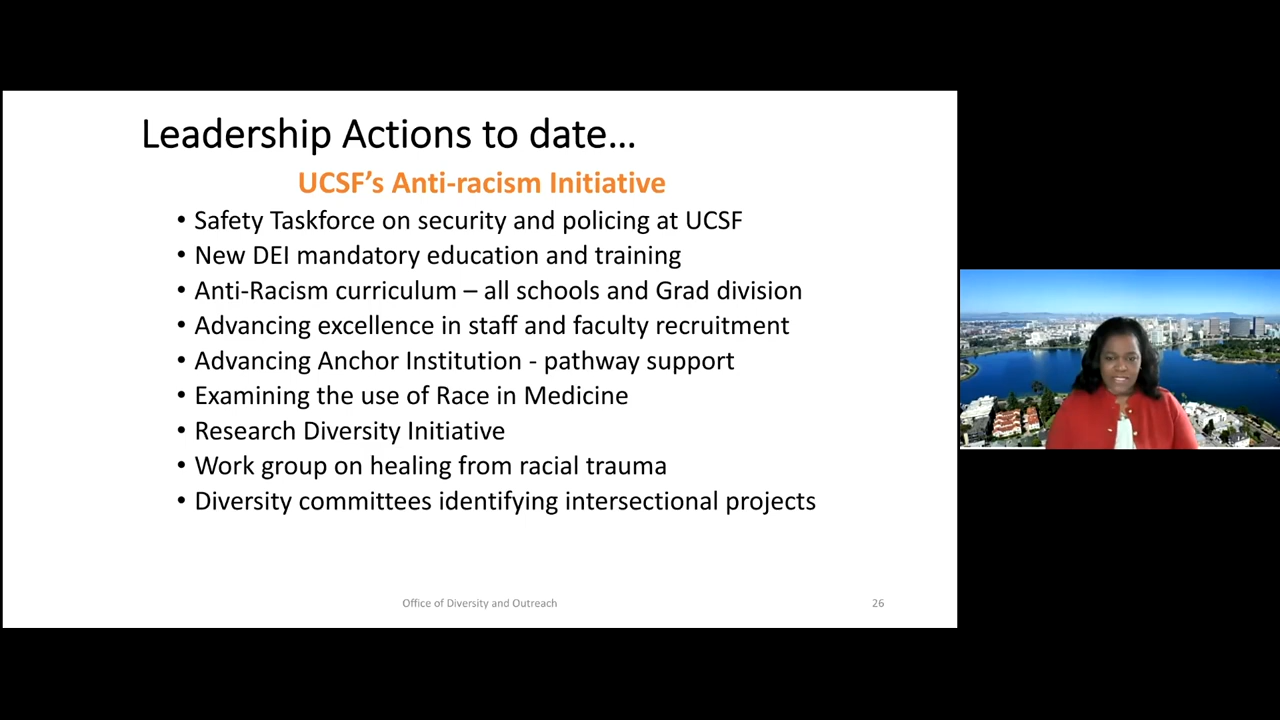 Leadership Actions to date…
UCSF’s Anti-racism Initiative
• Safety Taskforce on security and policing at UCSF
• New DEI mandatory education and training
• Anti-Racism curriculum – all schools and Grad division
• Advancing excellence in staff and faculty recruitment
• Advancing Anchor Institution - pathway support
• Examining the use of Race in Medicine
• Research Diversity Initiative
• Work group on healing from racial trauma
• Diversity committees identifying intersectional projects
Office of Diversity and Outreach
26